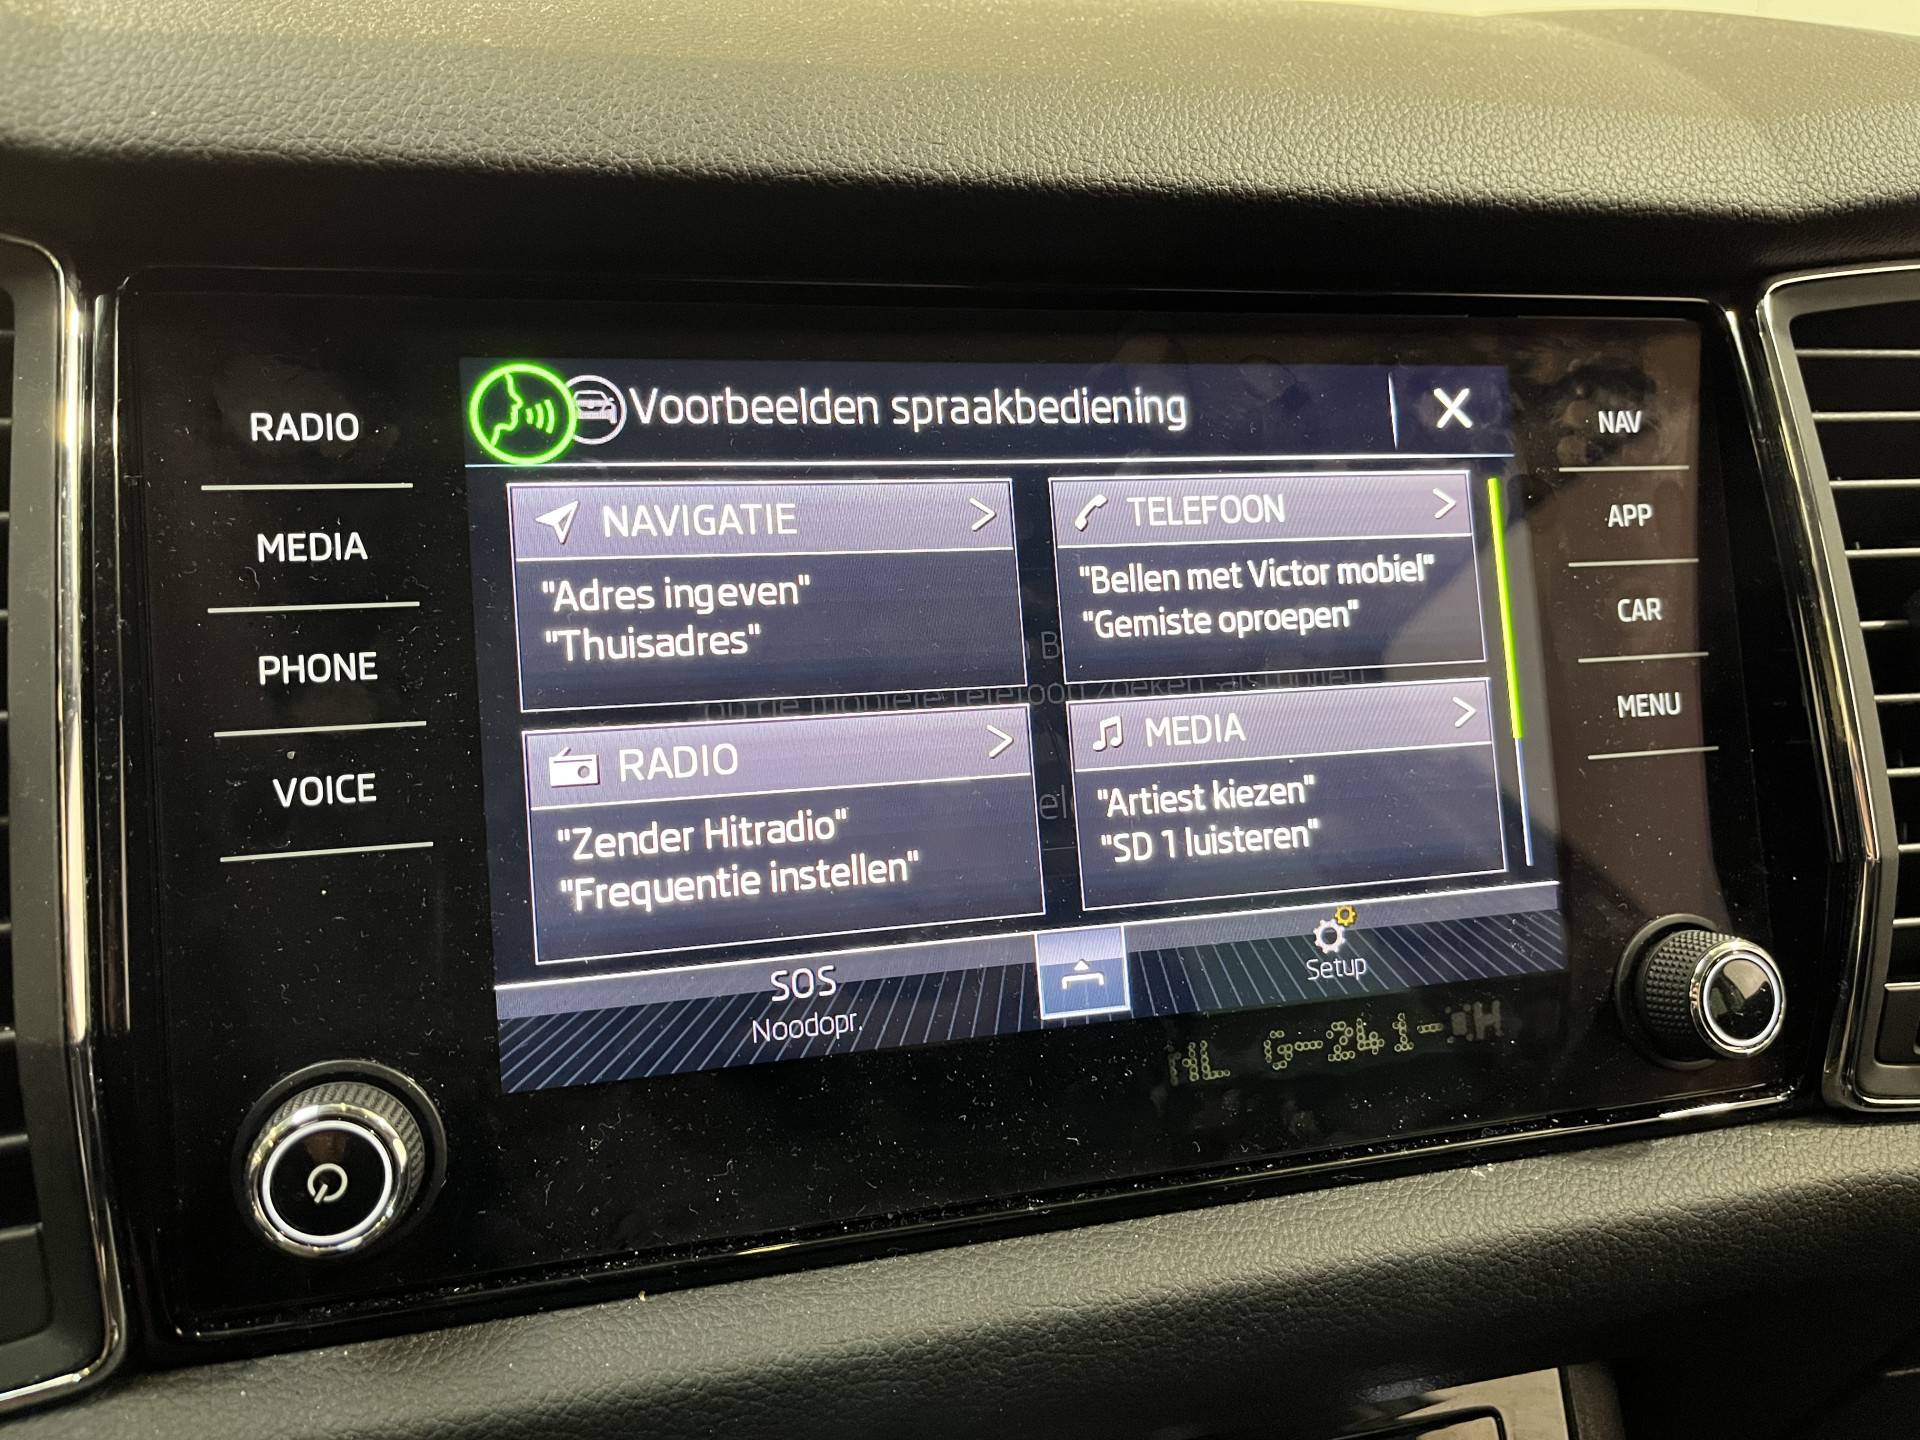 RADIO
MEDIA
PHONE
VOICE
Voorbeelden spraakbediening
X
NAVIGATIE
"Adres ingeven"
"Thuisadres"
TELEFOON
"Bellen met Victor mobiel"
"Gemiste oproepen"
RADIO
"Zender Hitradio"
"Frequentie instellen"
MEDIA
"Artiest kiezen"
"SD 1 luisteren"
SOS
Noodopr.
Setup
NAV
APP
CAR
MENU